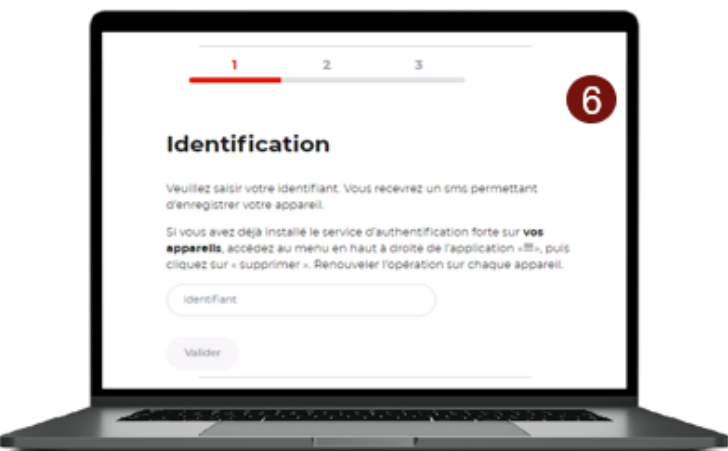 1 2 3
6
Identification
Veuillez saisir votre identifiant. Vous recevrez un sms permettant
d'enregistrer votre appareil.
Si vous avez déjà installé le service d'authentification forte sur vos
appareils, accédez au menu en haut à droite de l'application «≡», puis
cliquez sur « supprimer ». Renouveler l'opération sur chaque appareil.
identifiant
Valider